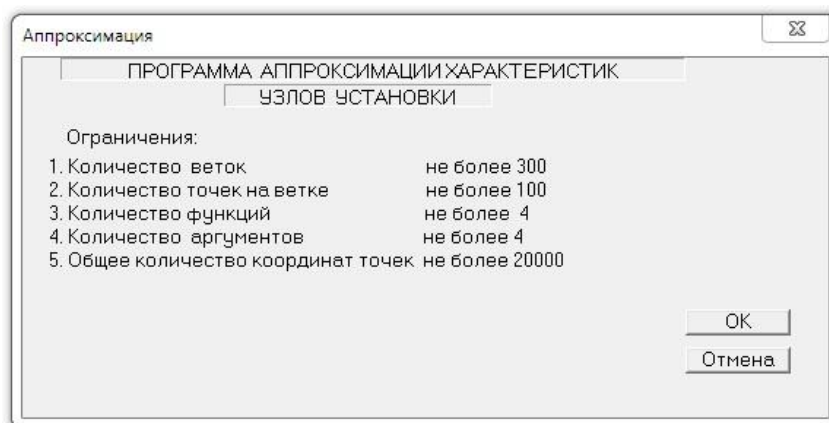 Аппроксимация
ПРОГРАММА АППРОКСИМАЦИИ ХАРАКТЕРИСТИК
УЗЛОВ УСТАНОВКИ
Ограничения:
1. Количество веток не более 300
2. Количество точек на ветке не более 100
3. Количество функций не более 4
4. Количество аргументов не более 4
5. Общее количество координат точек не более 20000
OK
Отмена